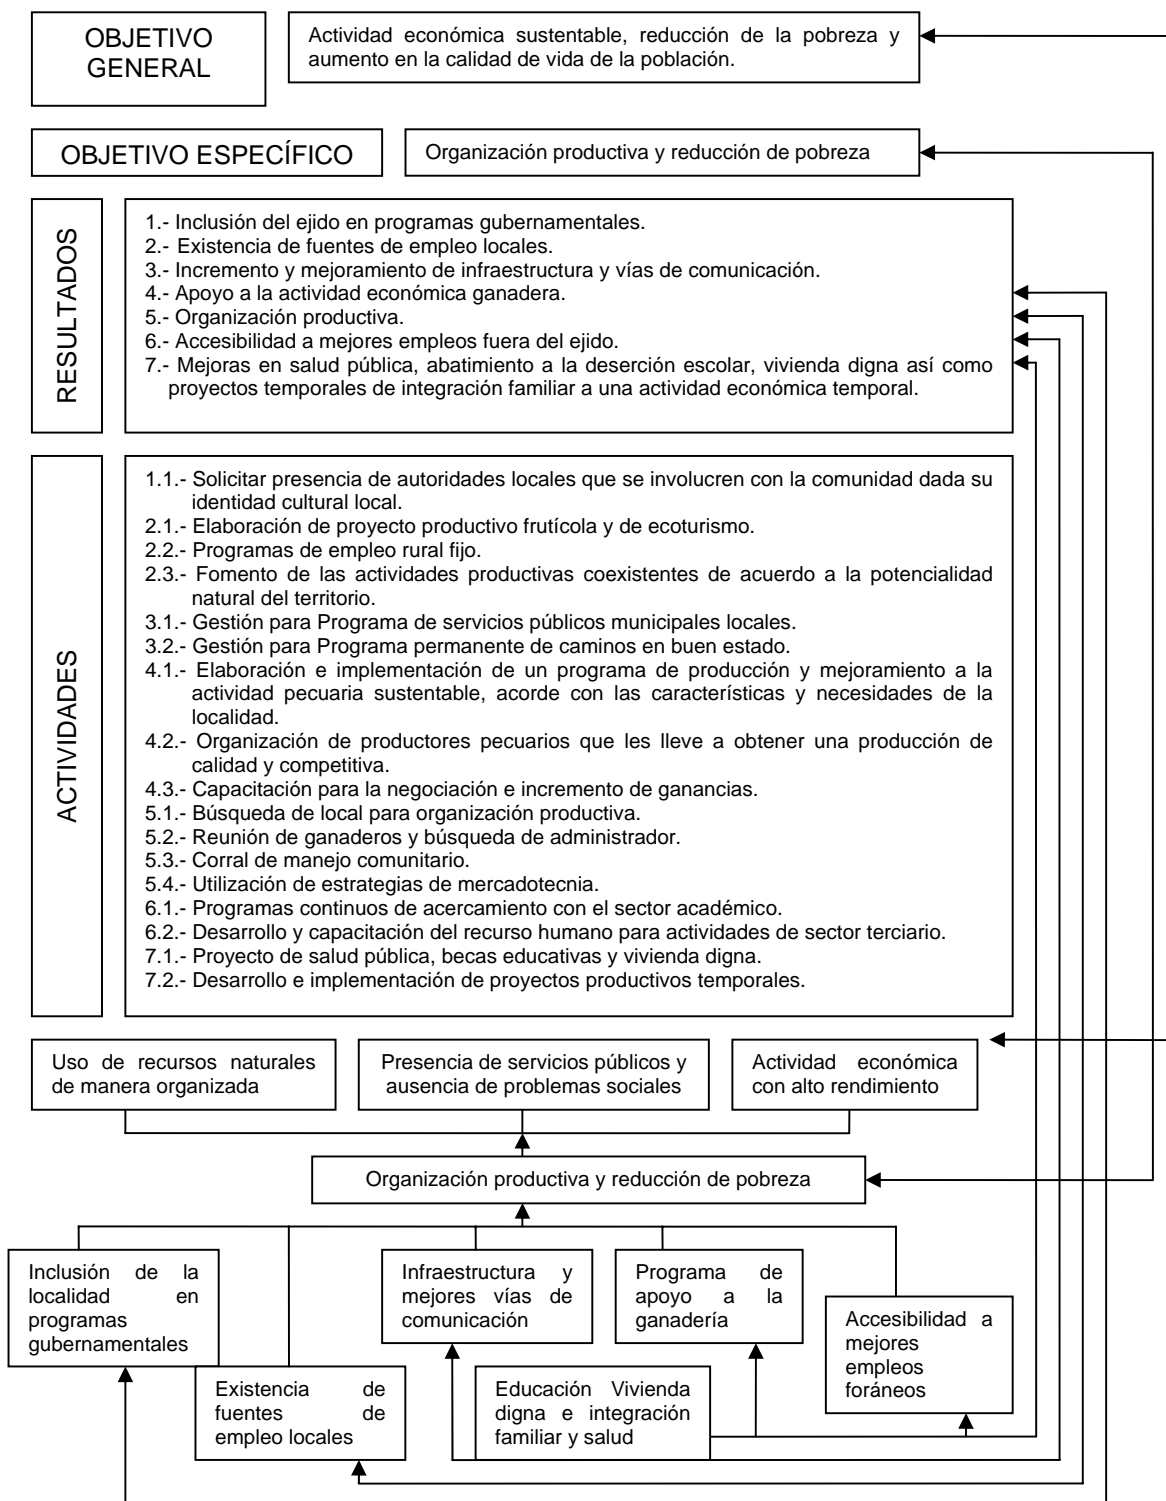 OBJETIVO
GENERAL
Actividad económica sustentable, reducción de la pobreza y
aumento en la calidad de vida de la población.
OBJETIVO ESPECÍFICO
Organización productiva y reducción de pobreza
RESULTADOS
1.- Inclusión del ejido en programas gubernamentales.
2.- Existencia de fuentes de empleo locales.
3.- Incremento y mejoramiento de infraestructura y vías de comunicación.
4.- Apoyo a la actividad económica ganadera.
5.- Organización productiva.
6.- Accesibilidad a mejores empleos fuera del ejido.
7.- Mejoras en salud pública, abatimiento a la deserción escolar, vivienda digna así como
proyectos temporales de integración familiar a una actividad económica temporal.
ACTIVIDADES
1.1.- Solicitar presencia de autoridades locales que se involucren con la comunidad dada su
identidad cultural local.
2.1.- Elaboración de proyecto productivo frutícola y de ecoturismo.
2.2.- Programas de empleo rural fijo.
2.3.- Fomento de las actividades productivas coexistentes de acuerdo a la potencialidad
natural del territorio.
3.1.- Gestión para Programa de servicios públicos municipales locales.
3.2.- Gestión para Programa permanente de caminos en buen estado.
4.1.- Elaboración e implementación de un programa de producción y mejoramiento a la
actividad pecuaria sustentable, acorde con las características y necesidades de la
localidad.
4.2.- Organización de productores pecuarios que les lleve a obtener una producción de
calidad y competitiva.
4.3.- Capacitación para la negociación e incremento de ganancias.
5.1.- Búsqueda de local para organización productiva.
5.2.- Reunión de ganaderos y búsqueda de administrador.
5.3.- Corral de manejo comunitario.
5.4.- Utilización de estrategias de mercadotecnia.
6.1.- Programas continuos de acercamiento con el sector académico.
6.2.- Desarrollo y capacitación del recurso humano para actividades de sector terciario.
7.1.- Proyecto de salud pública, becas educativas y vivienda digna.
7.2.- Desarrollo e implementación de proyectos productivos temporales.
Uso de recursos naturales
de manera organizada
Presencia de servicios públicos y
ausencia de problemas sociales
Actividad económica
con alto rendimiento
Organización productiva y reducción de pobreza
Inclusión de la
localidad en
programas
gubernamentales
Existencia de
fuentes de
empleo locales
Infraestructura y
mejores vías de
comunicación
Educación Vivienda
digna e integración
familiar y salud
Programa de
apoyo a la
ganadería
Accesibilidad a
mejores
empleos
foráneos